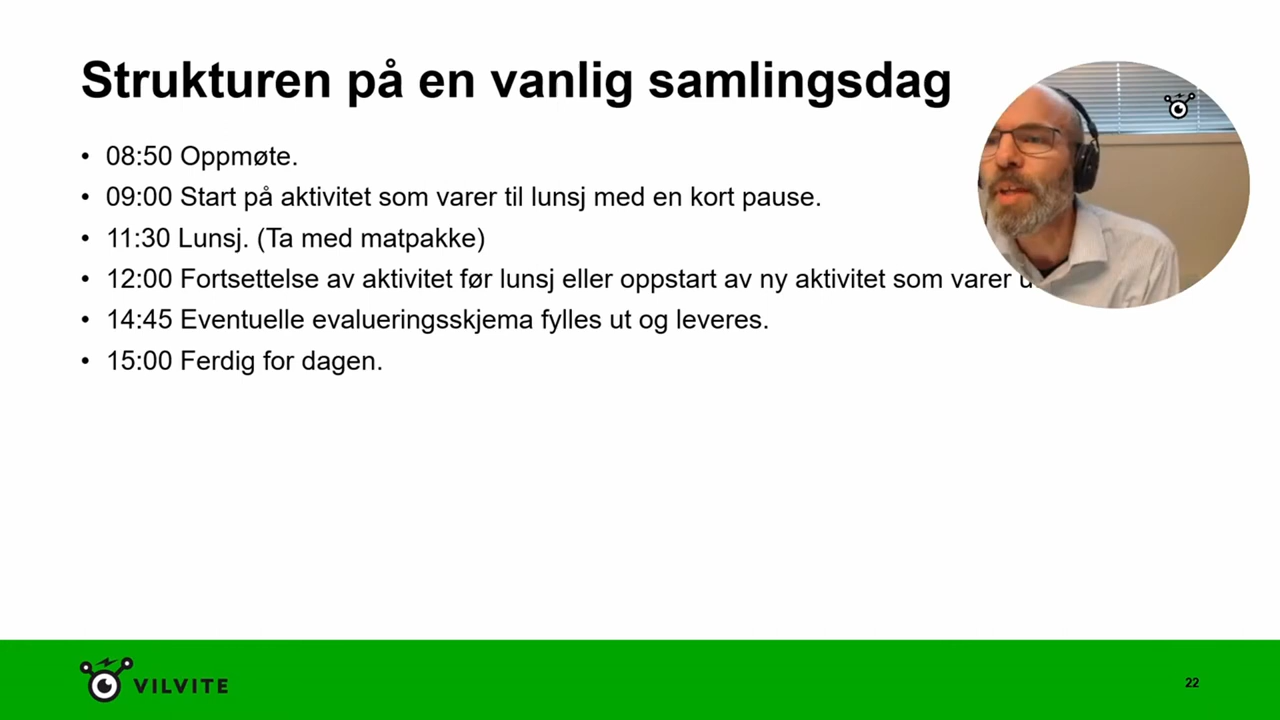 Strukturen på en vanlig samlingsdag
• 08:50 Oppmøte.
• 09:00 Start på aktivitet som varer til lunsj med en kort pause.
• 11:30 Lunsj. (Ta med matpakke)
• 12:00 Fortsettelse av aktivitet før lunsj eller oppstart av ny aktivitet som varer
• 14:45 Eventuelle evalueringsskjema fylles ut og leveres.
• 15:00 Ferdig for dagen.
VILVITE
22